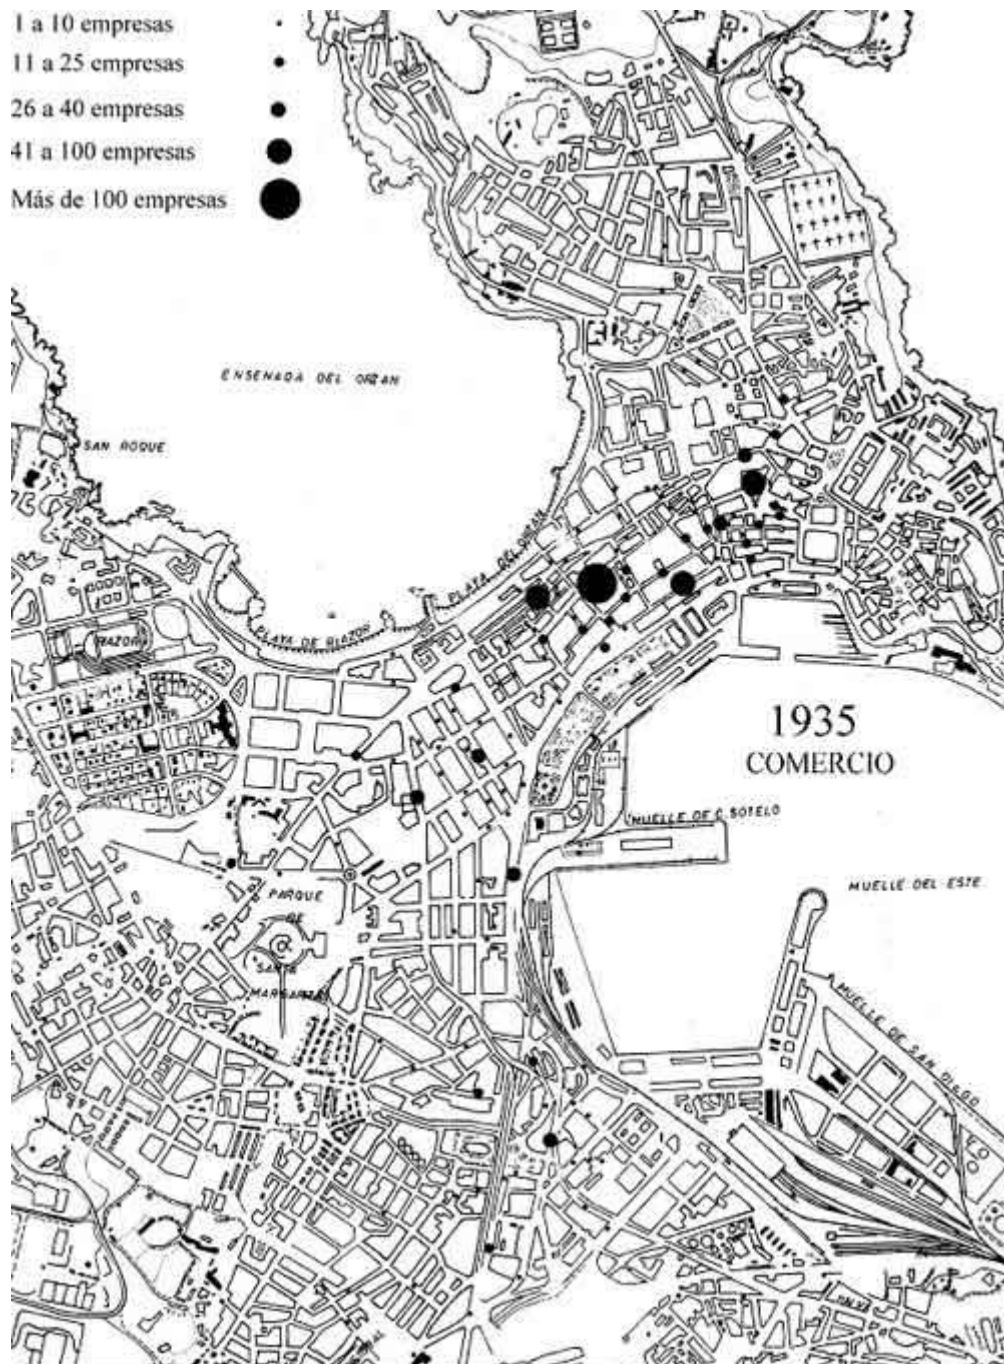 1 a 10 empresas
11 a 25 empresas
26 a 40 empresas
41 a 100 empresas
Más de 100 empresas
ENSENADA DEL ORZAN
SAN ROQUE
PLAYA DEL ORZAN
PLAYA DE RIAZOR
RIAZOR
1935
COMERCIO
MUELLE DE C. SOTELO
MUELLE DEL ESTE
PARQUE
DE
SANTA
MARGARITA
MUELLE DE SAN DIEGO